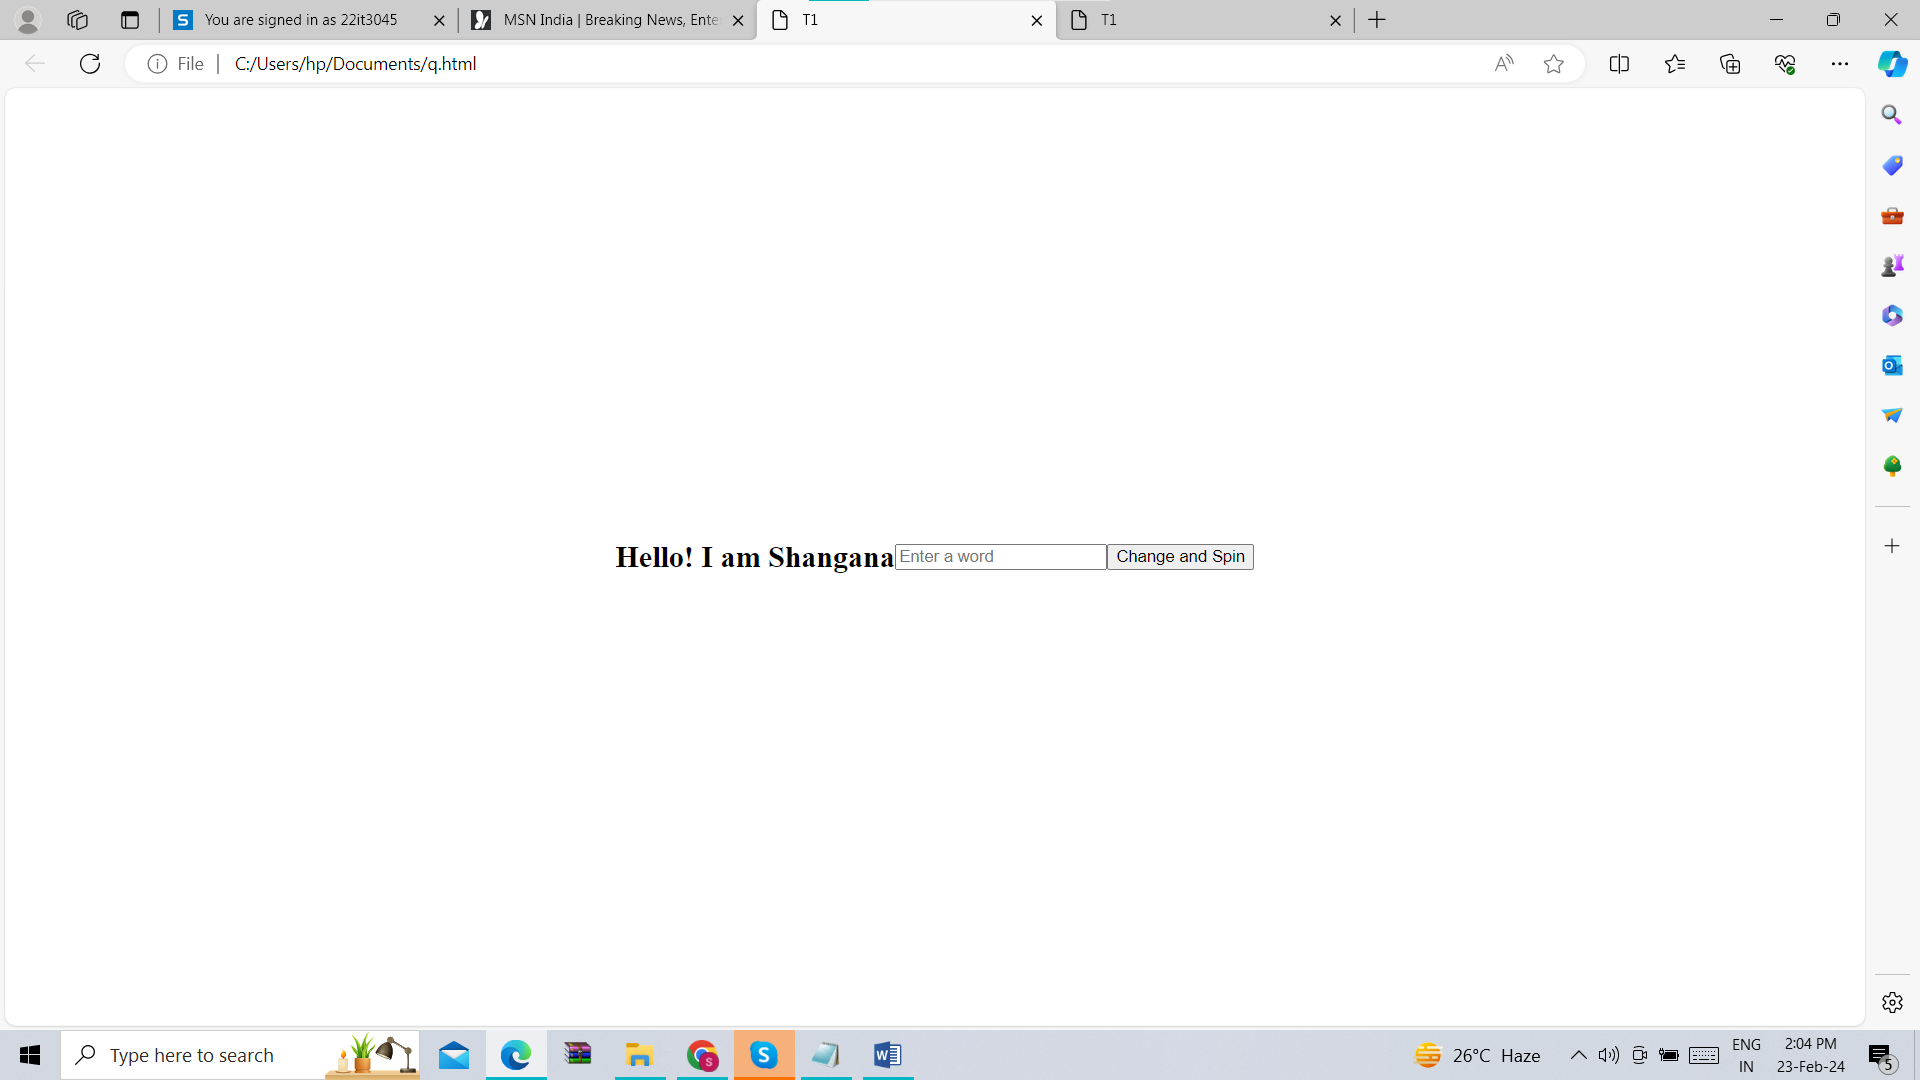 You are signed in as 22it3045
MSN India | Breaking News, Ente
T1
T1
File
C:/Users/hp/Documents/q.html
Hello! I am Shangana
Enter a word
Change and Spin
Type here to search
26°C Haze
ENG
IN
2:04 PM
23-Feb-24
5